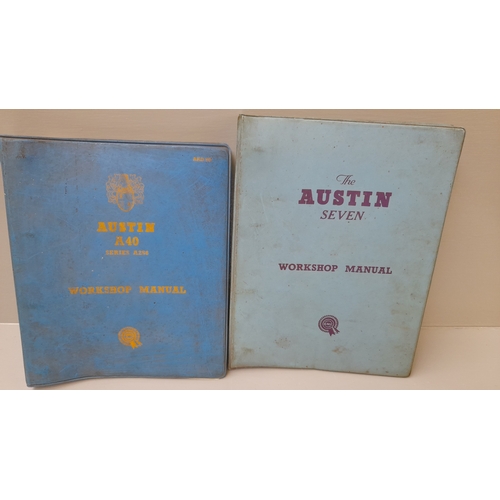 AUSTIN
A40
WORKSHOP MANUAL
The
AUSTIN
SEVEN
WORKSHOP MANUAL